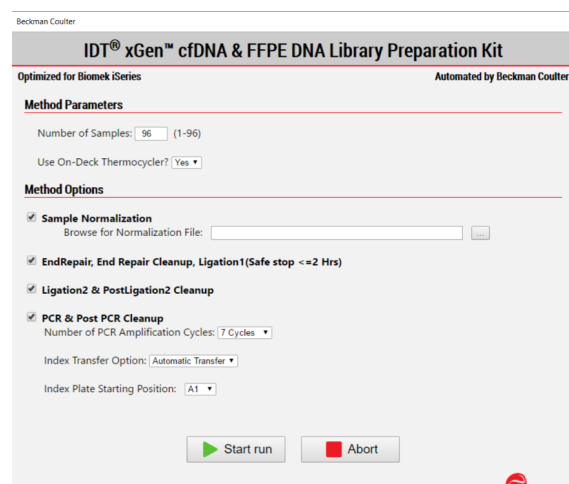 Beckman Coulter
IDT® xGen™ cfDNA & FFPE DNA Library Preparation Kit
Optimized for Biomek iSeries Automated by Beckman Coulter
Method Parameters
Number of Samples: 96 (1-96)
Use On-Deck Thermocycler? Yes
Method Options
Sample Normalization
Browse for Normalization File: ...
EndRepair, End Repair Cleanup, Ligation1(Safe stop <=2 Hrs)
Ligation2 & PostLigation2 Cleanup
PCR & Post PCR Cleanup
Number of PCR Amplification Cycles: 7 Cycles
Index Transfer Option: Automatic Transfer
Index Plate Starting Position: A1
Start run Abort